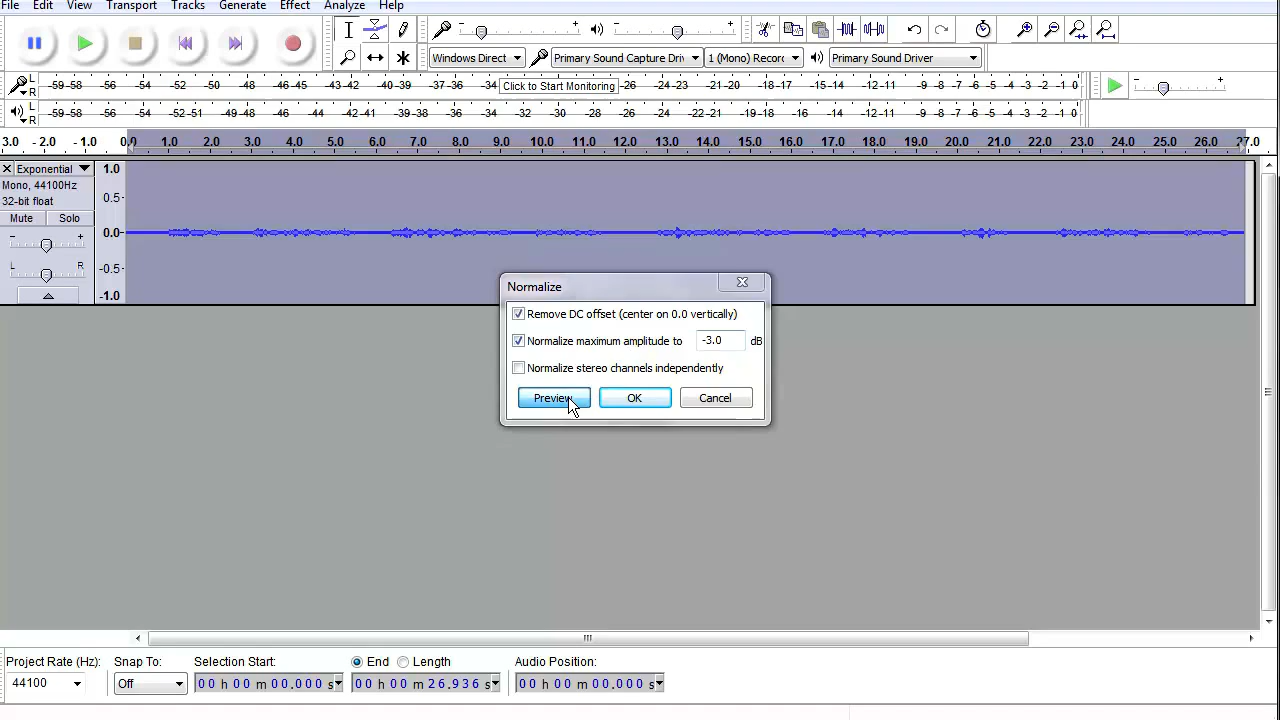 File Edit View Transport Tracks Generate Effect Analyze Help
Windows Direct Primary Sound Capture Driv 1 (Mono) Record Primary Sound Driver
L -59-58 -56 -54 -52 -50 -48 -46-45 -43-42 -40-39 -37-36 -34 Click to Start Monitoring -26 -24 -22 -20 -18-17 -15-14 -12-11 -9 -8 -7 -6 -5 -4 -3 -2 -1 0
R
L -59-58 -56 -54 -52-51 -49-48 -46 -44 -42-41 -39-38 -36 -34 -32 -30 -28 -26 -24 -22-21 -19-18 -16 -14 -12-11 -9 -8 -7 -6 -5 -4 -3 -2 -1 0
R
3.0 -2.0 -1.0 0.0 1.0 2.0 3.0 4.0 5.0 6.0 7.0 8.0 9.0 10.0 11.0 12.0 13.0 14.0 15.0 16.0 17.0 18.0 19.0 20.0 21.0 22.0 23.0 24.0 25.0 26.0 27.0
Exponential 1.0
Mono, 44100Hz
32-bit float 0.5
Mute Solo
0.0
L R
-0.5
-1.0
Normalize
Remove DC offset (center on 0.0 vertically)
Normalize maximum amplitude to -3.0 dB
Normalize stereo channels independently
Preview OK Cancel
Project Rate (Hz): Snap To: Selection Start: End Length Audio Position:
44100 Off 00 h 00 m 00.000 s 00 h 00 m 26.936 s 00 h 00 m 00.000 s